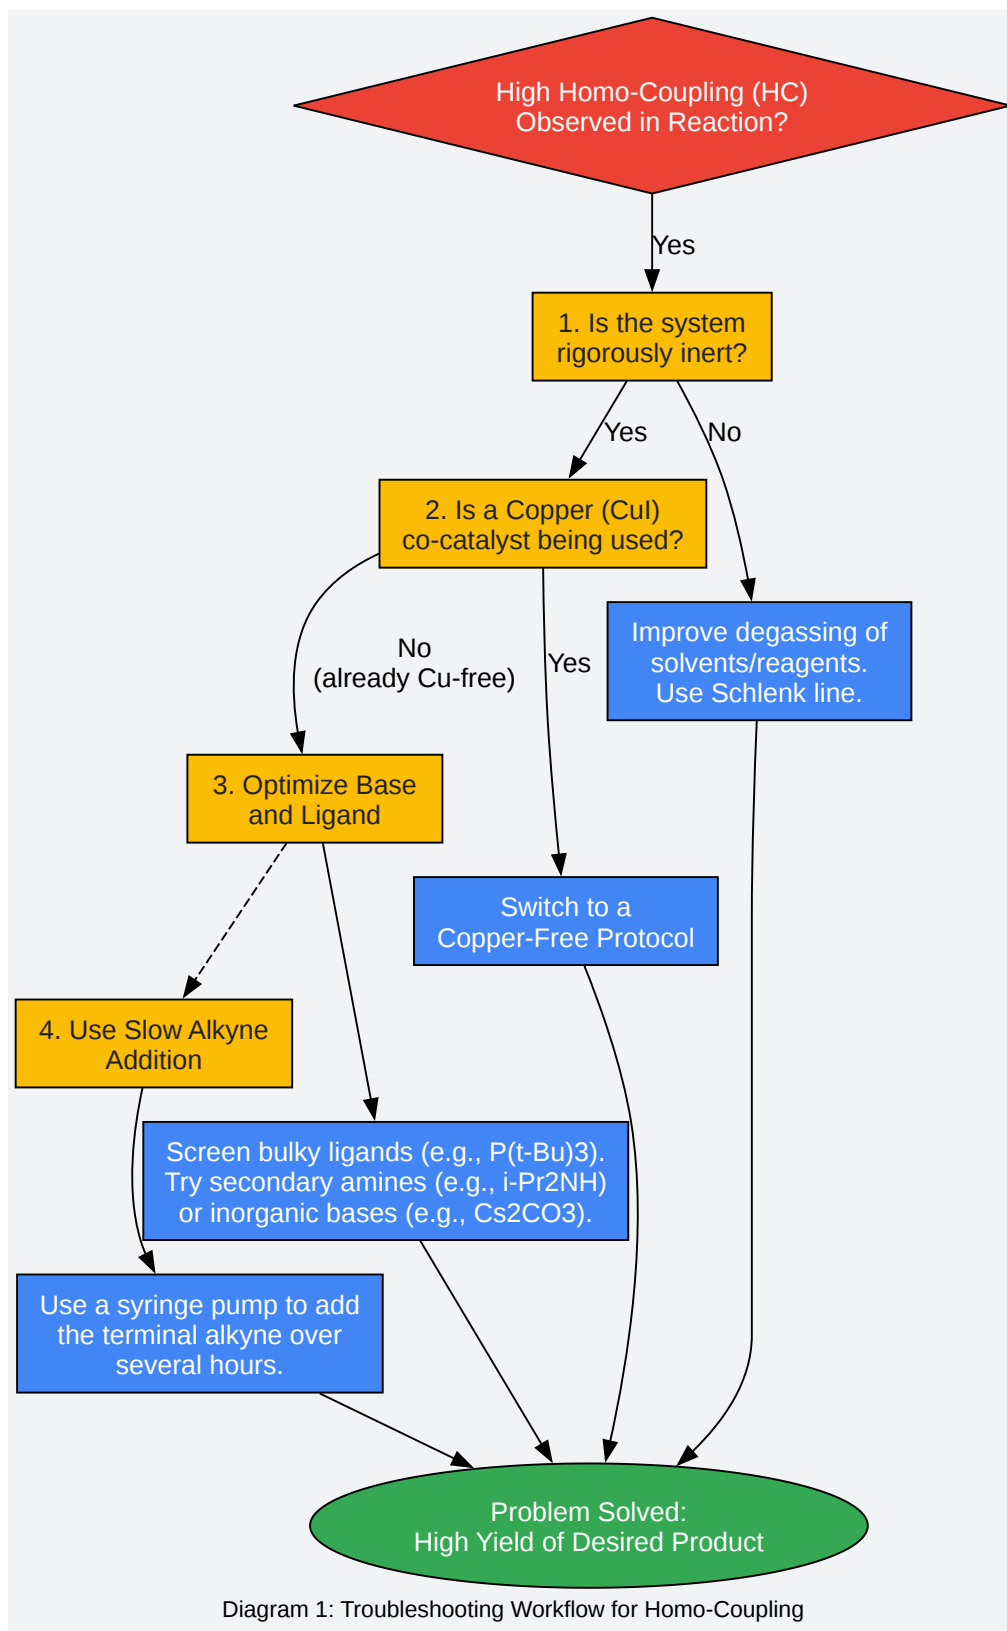 High Homo-Coupling (HC)
Observed in Reaction?
Yes
1. Is the system
rigorously inert?
Yes
No
2. Is a Copper (CuI)
co-catalyst being used?
Improve degassing of
solvents/reagents.
Use Schlenk line.
No
(already Cu-free)
Yes
3. Optimize Base
and Ligand
Switch to a
Copper-Free Protocol
4. Use Slow Alkyne
Addition
Screen bulky ligands (e.g., P(t-Bu)3).
Try secondary amines (e.g., i-Pr2NH)
or inorganic bases (e.g., Cs2CO3).
Use a syringe pump to add
the terminal alkyne over
several hours.
Problem Solved:
High Yield of Desired Product
Diagram 1: Troubleshooting Workflow for Homo-Coupling